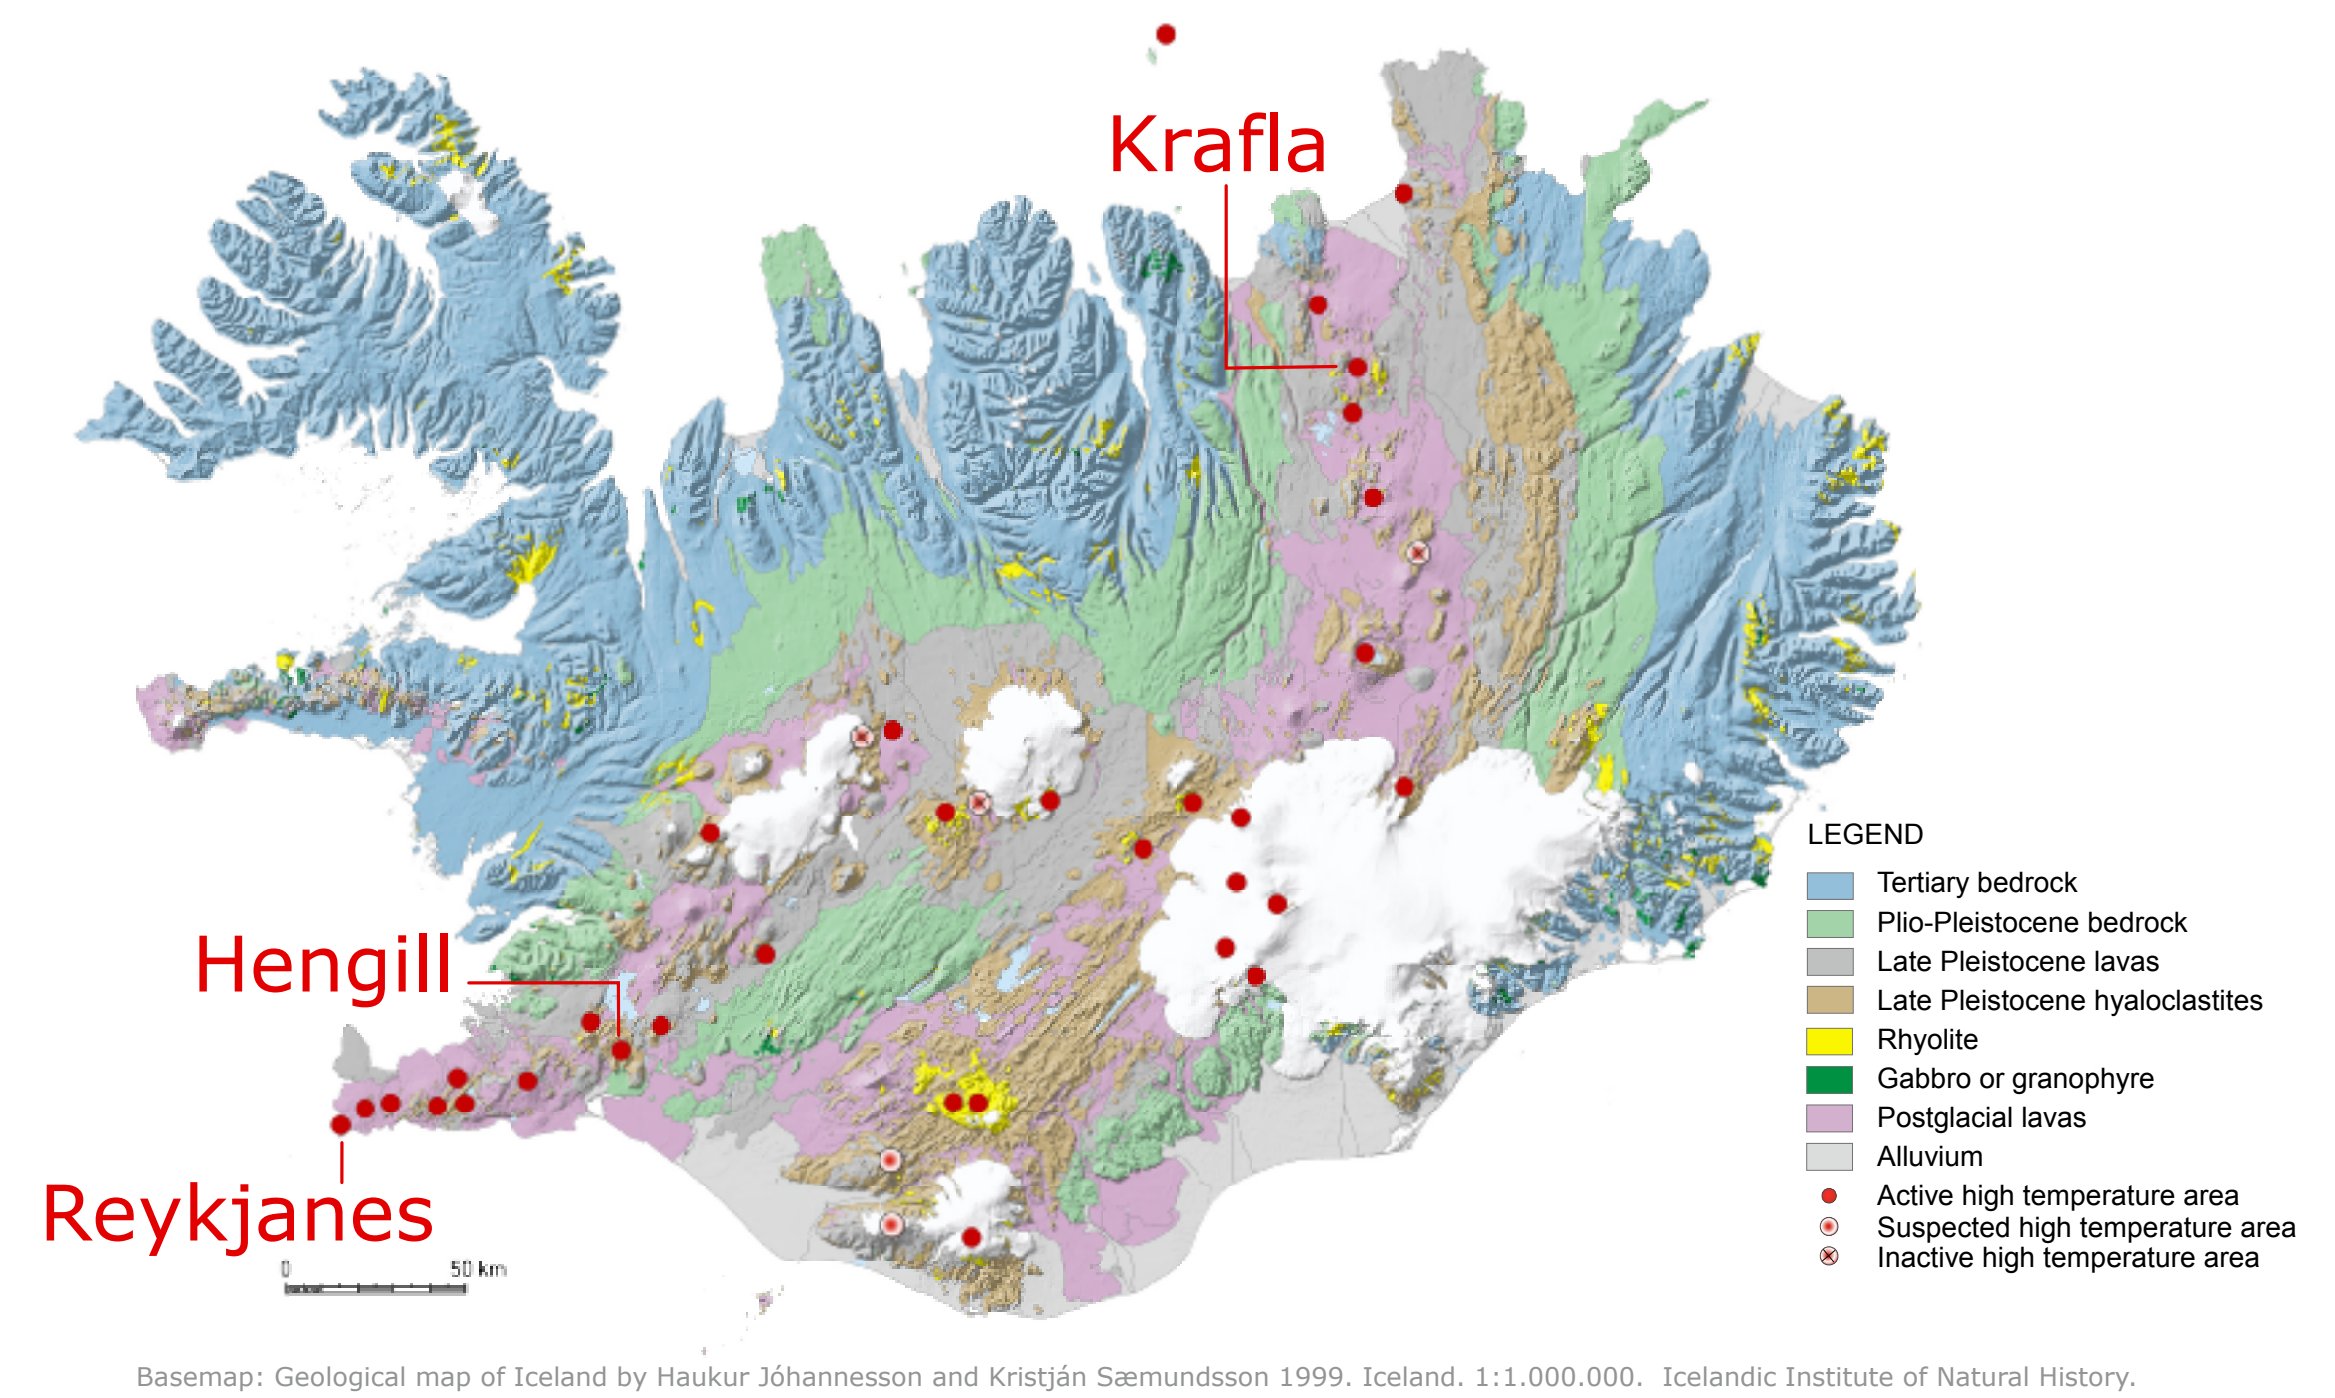 Krafla
Hengill
Reykjanes
0 50 km
LEGEND
Tertiary bedrock
Plio-Pleistocene bedrock
Late Pleistocene lavas
Late Pleistocene hyaloclastites
Rhyolite
Gabbro or granophyre
Postglacial lavas
Alluvium
Active high temperature area
Suspected high temperature area
Inactive high temperature area
Basemap: Geological map of Iceland by Haukur Jóhannesson and Kristján Sæmundsson 1999. Iceland. 1:1.000.000. Icelandic Institute of Natural History.